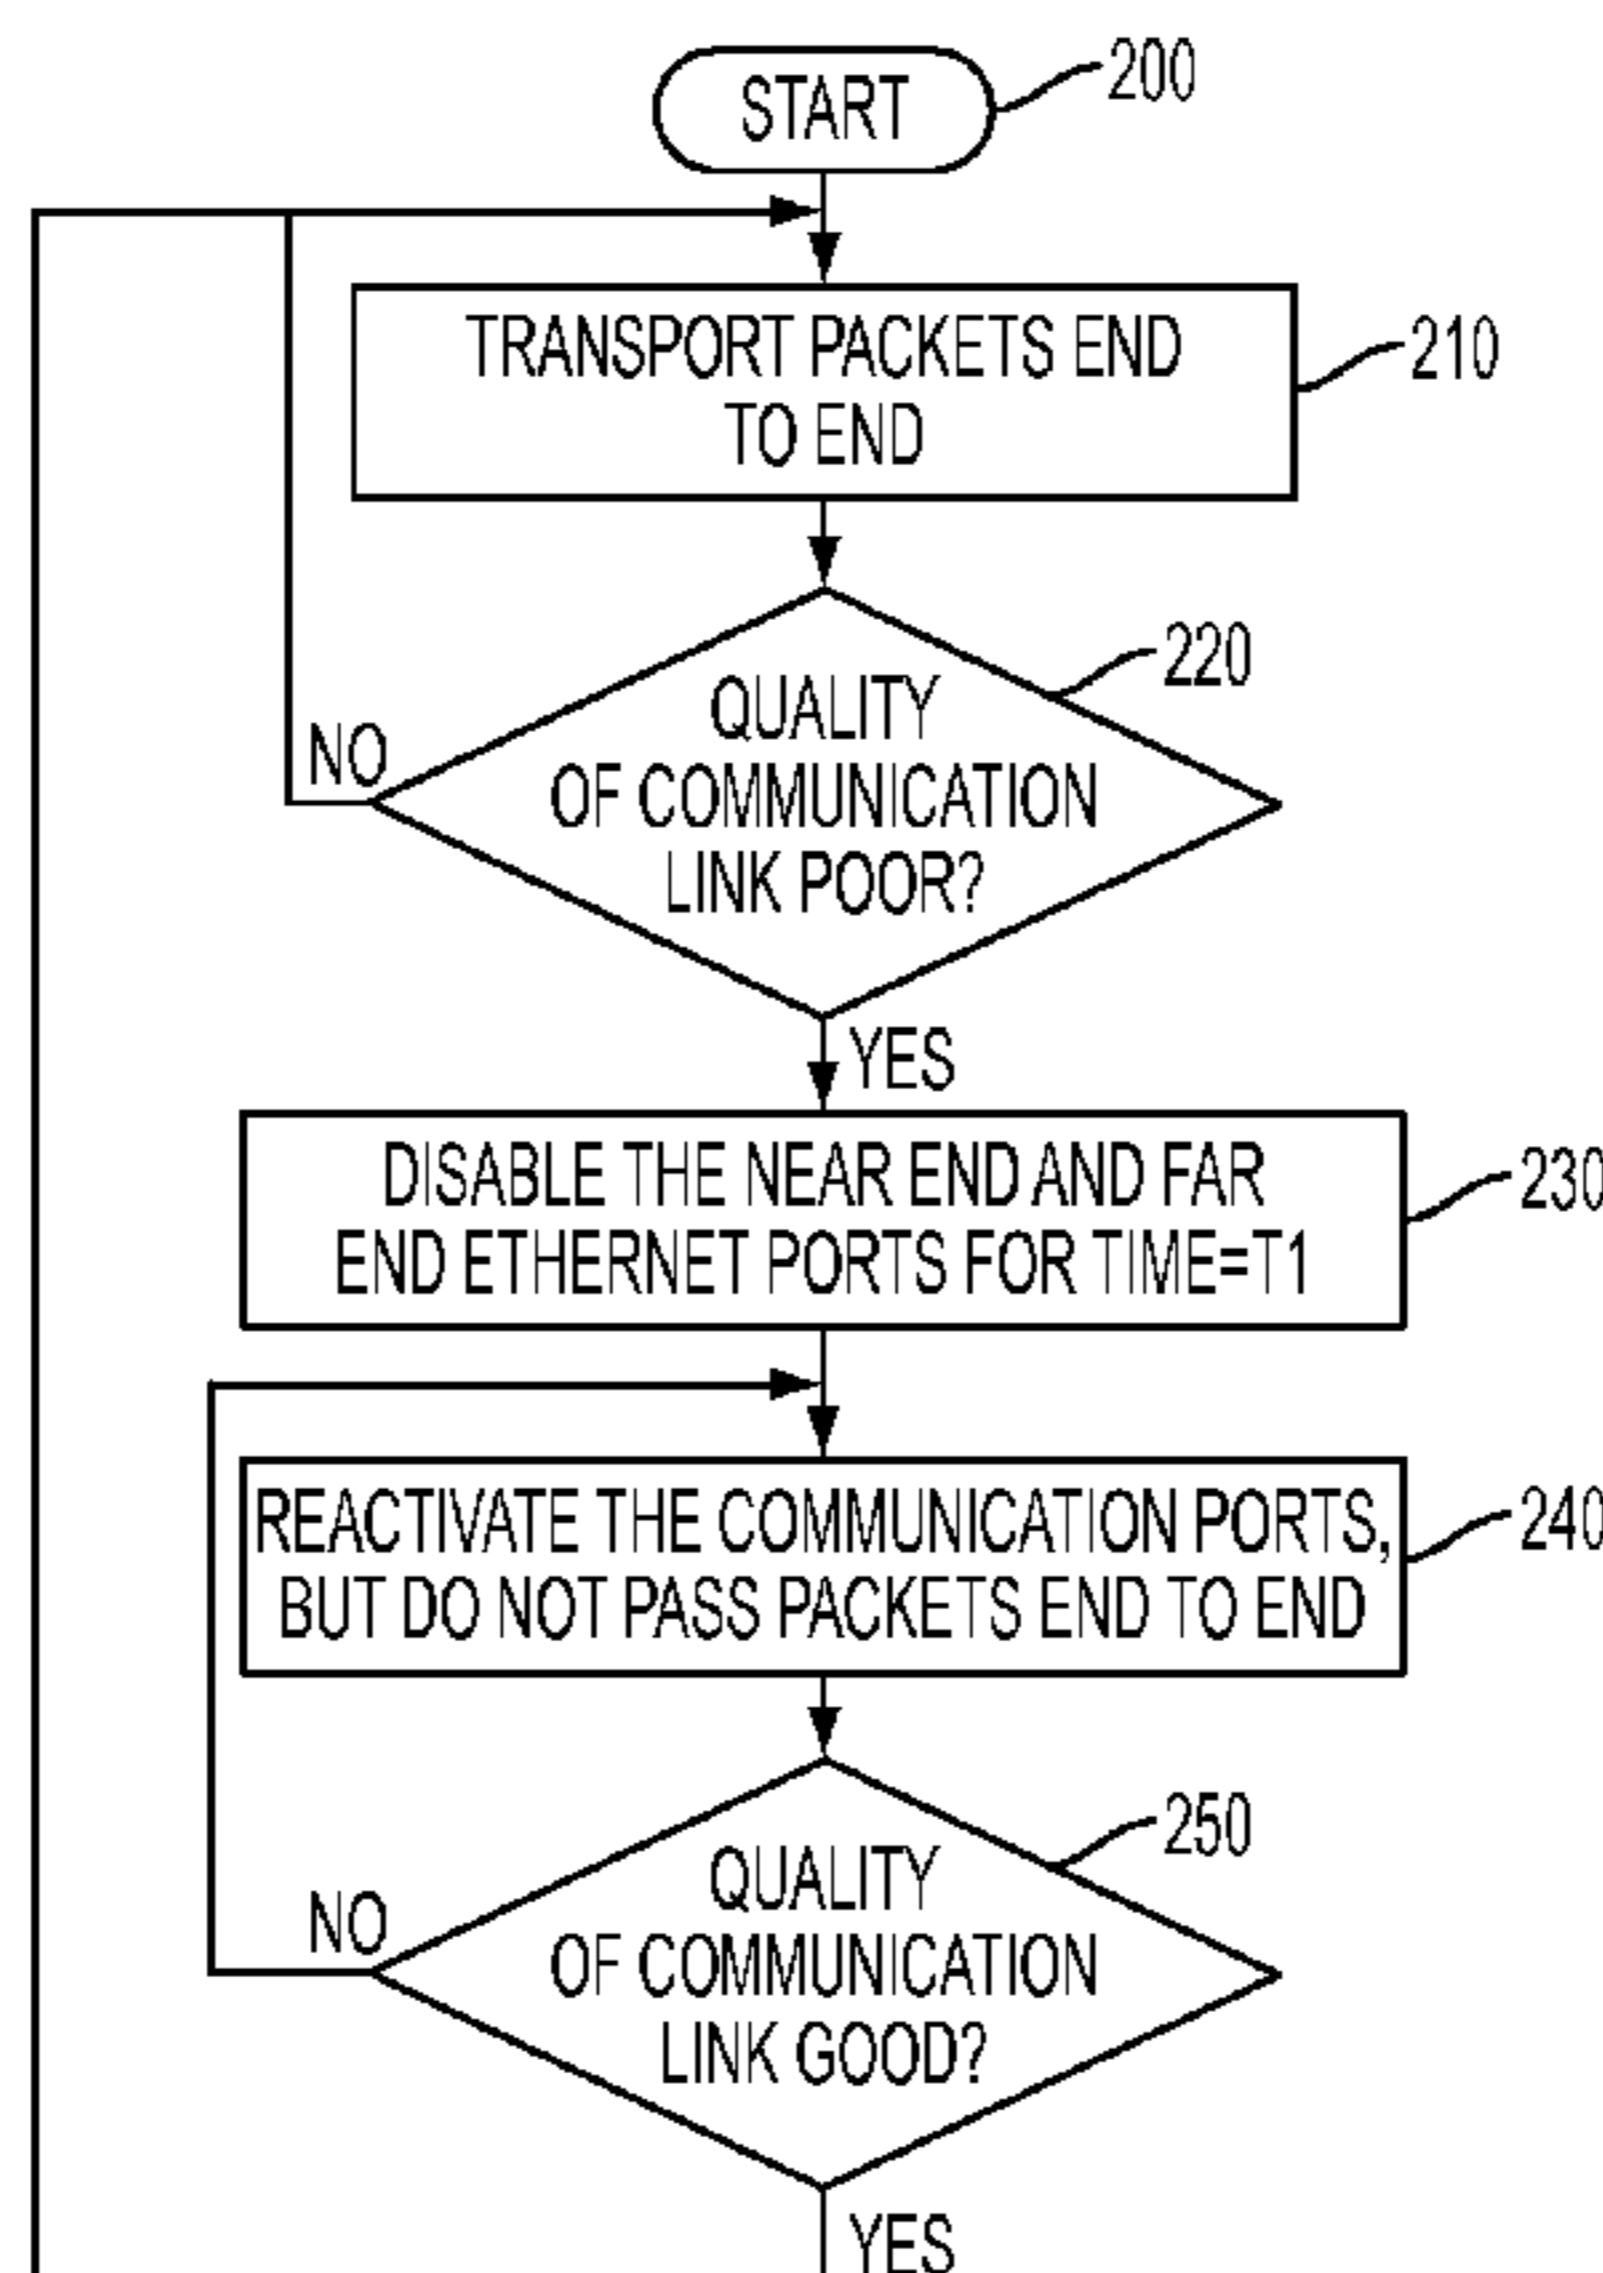 START
200
TRANSPORT PACKETS END
TO END
210
220
QUALITY
OF COMMUNICATION
LINK POOR?
NO
YES
DISABLE THE NEAR END AND FAR
END ETHERNET PORTS FOR TIME=T1
230
REACTIVATE THE COMMUNICATION PORTS,
BUT DO NOT PASS PACKETS END TO END
240
250
QUALITY
OF COMMUNICATION
LINK GOOD?
NO
YES